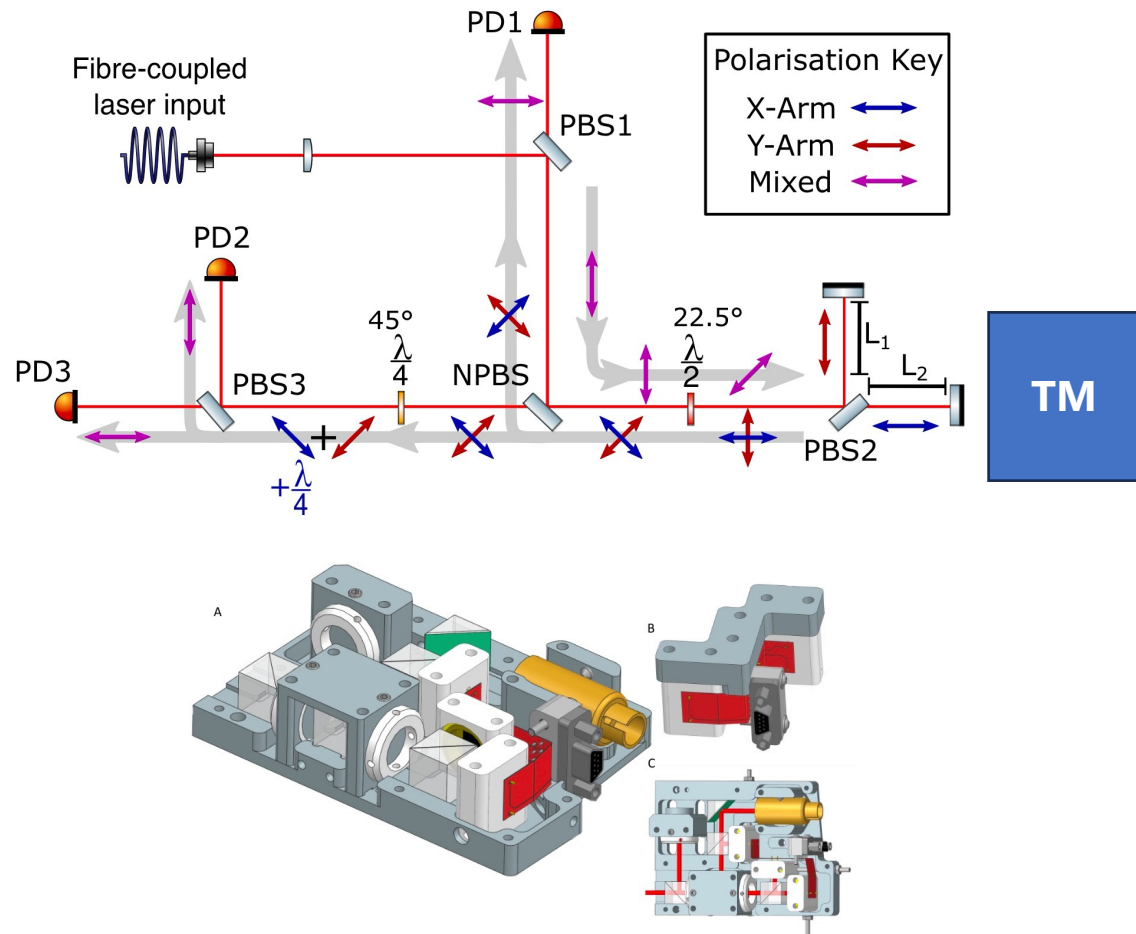 PD1
Fibre-coupled
laser input
PBS1
Polarisation Key
X-Arm
Y-Arm
Mixed
PD2
45°
λ
4
NPBS
22.5°
λ
2
L1
L2
TM
PD3
PBS3
+
+λ
4
PBS2
A
B
C